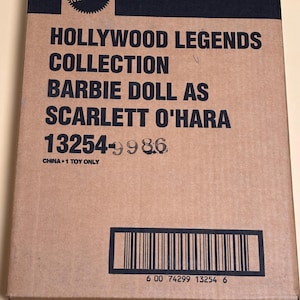 HOLLYWOOD LEGENDS
COLLECTION
BARBIE DOLL AS
SCARLETT O'HARA
13254-9986
CHINA • 1 TOY ONLY
6 00 74299 13254 6